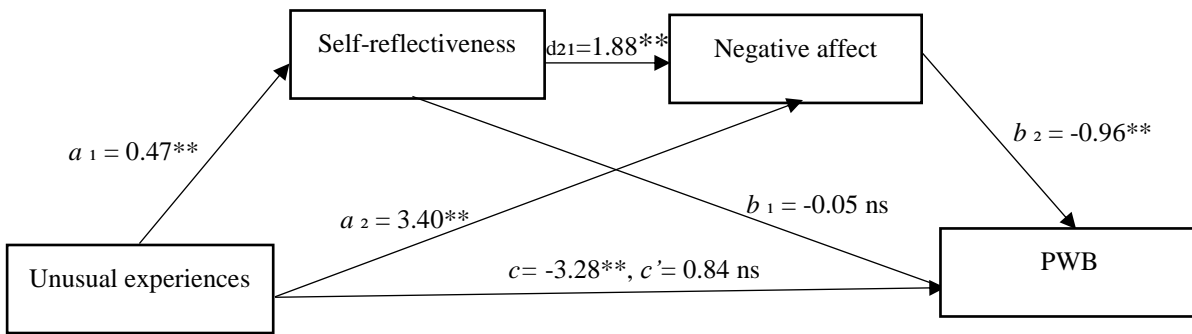 Self-reflectiveness
d21=1.88**
Negative affect
a 1 = 0.47**
b 2 = -0.96**
a 2 = 3.40**
b 1 = -0.05 ns
Unusual experiences
c= -3.28**, c’= 0.84 ns
PWB